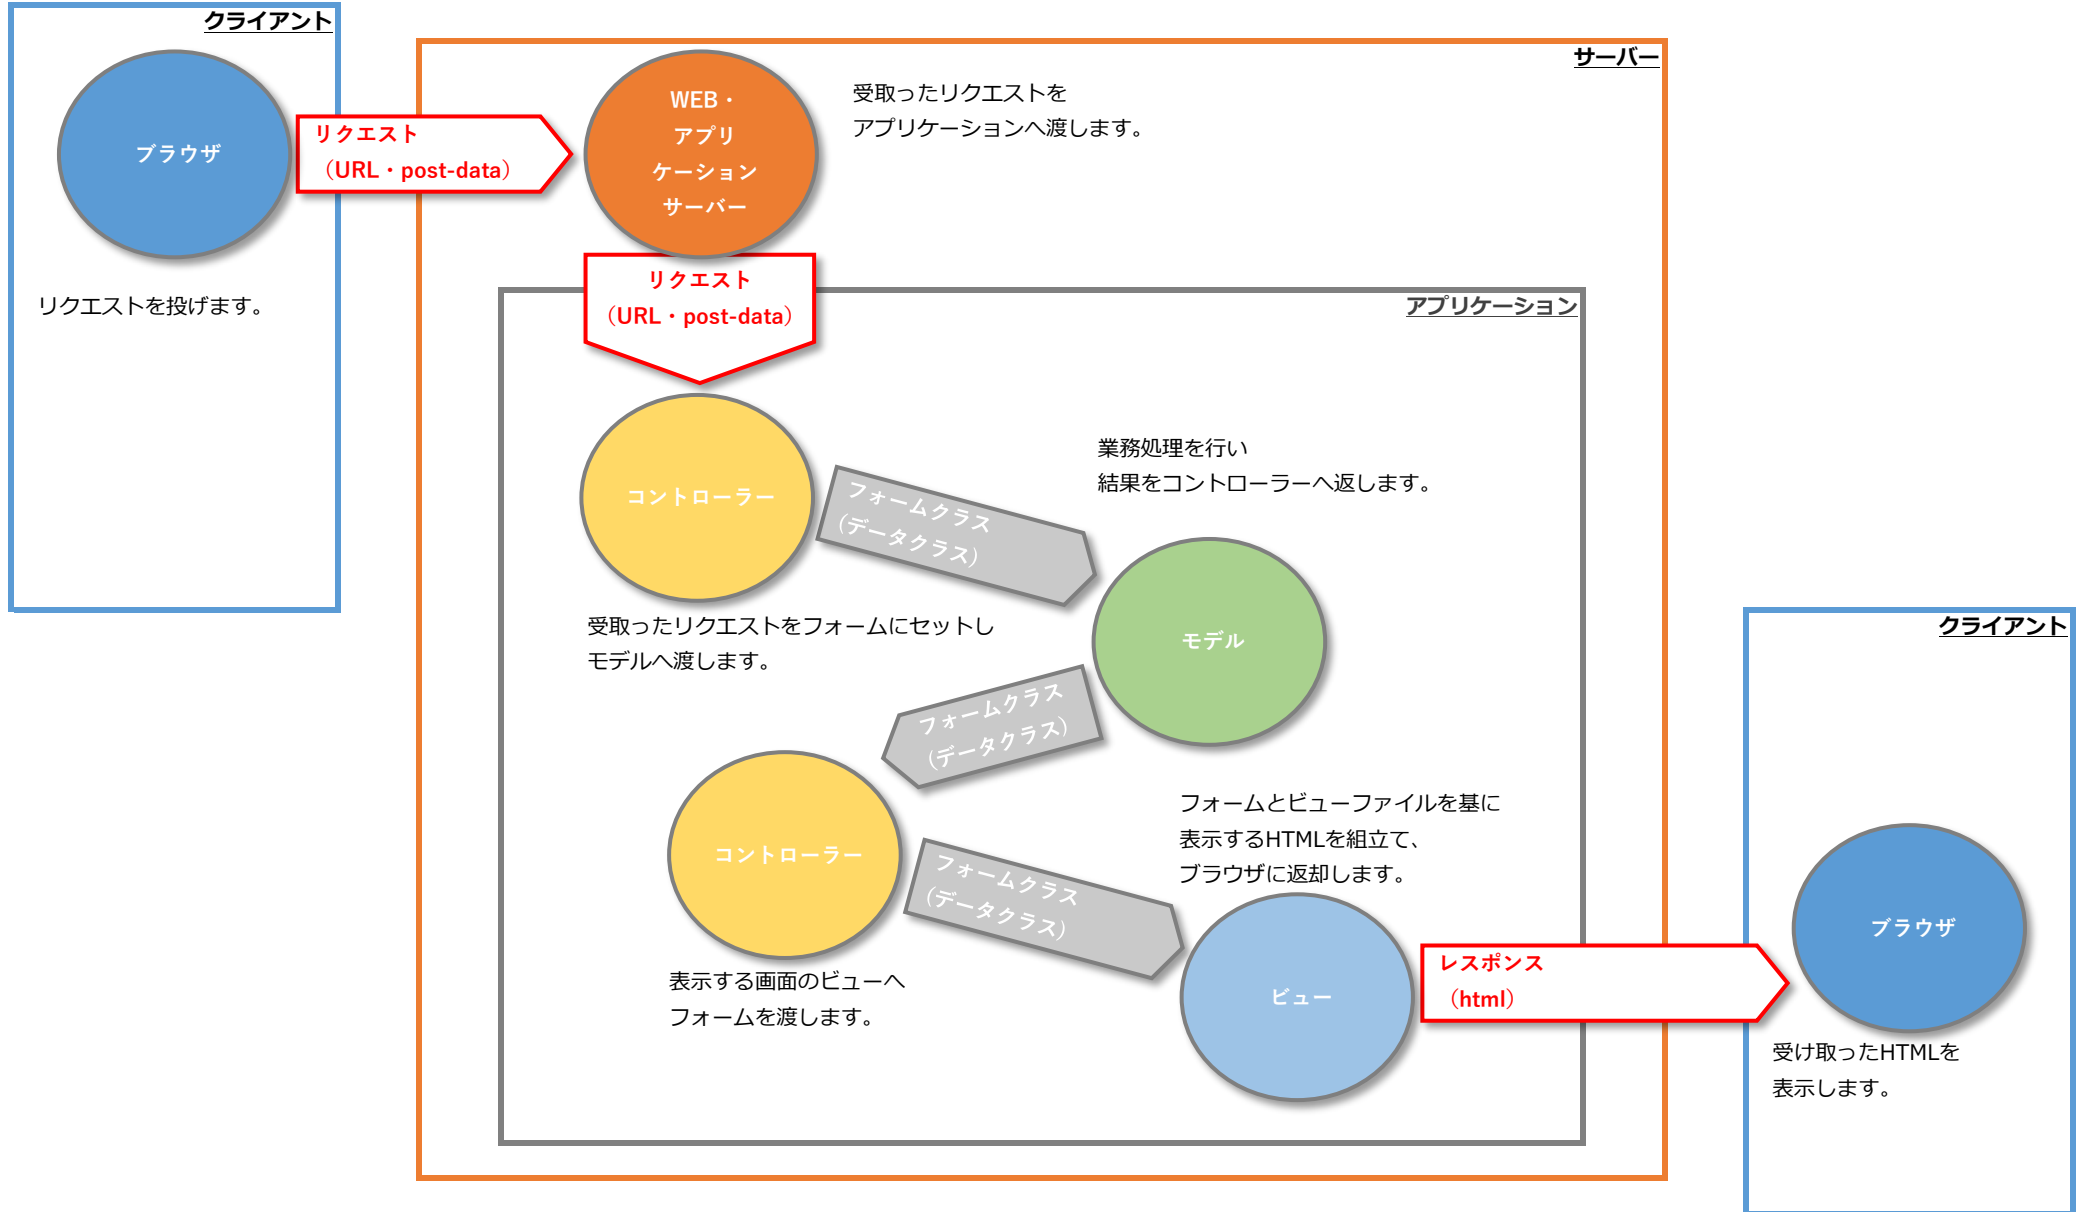 クライアント
ブラウザ
リクエスト
（URL・post-data）
リクエストを投げます。
サーバー
WEB・
アプリ
ケーション
サーバー
受取ったリクエストを
アプリケーションへ渡します。
リクエスト
（URL・post-data）
アプリケーション
コントローラー
フォームクラス
（データクラス）
業務処理を行い
結果をコントローラーへ返します。
受取ったリクエストをフォームにセットし
モデルへ渡します。
モデル
フォームクラス
（データクラス）
コントローラー
フォームクラス
（データクラス）
フォームとビューファイルを基に
表示するHTMLを組立て、
ブラウザに返却します。
表示する画面のビューへ
フォームを渡します。
ビュー
レスポンス
（html）
クライアント
ブラウザ
受け取ったHTMLを
表示します。